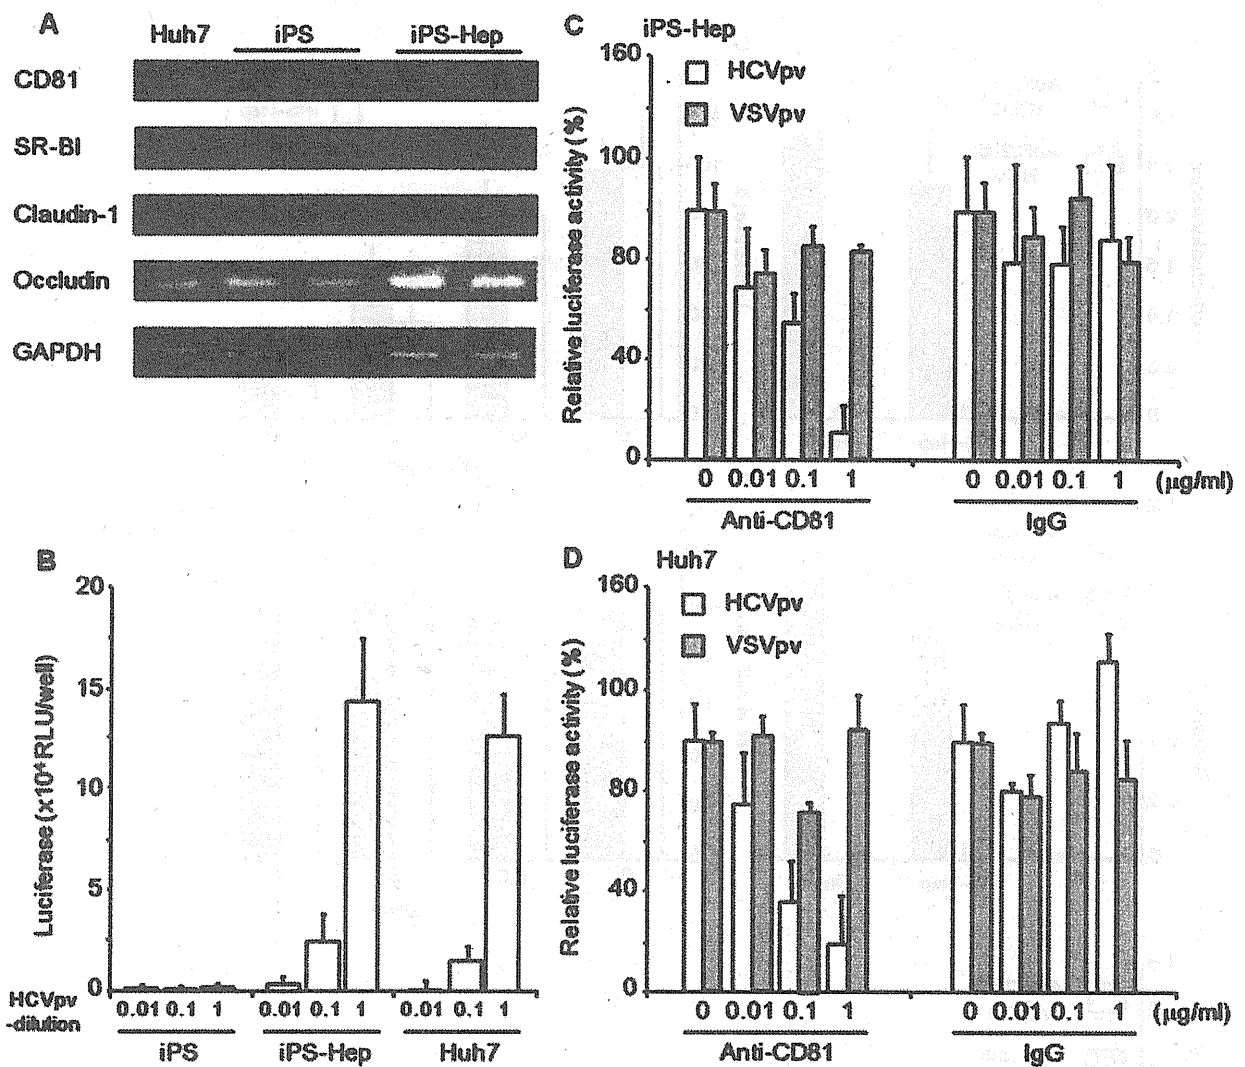 A
Huh7 iPS iPS-Hep
CD81
SR-BI
Claudin-1
Occludin
GAPDH
B
20
15
10
5
0
Luciferase (x10⁴ RLU/well)
HCVpv
-dilution
0.01 0.1 1 0.01 0.1 1 0.01 0.1 1
iPS iPS-Hep Huh7
C iPS-Hep
160
100
80
40
0
Relative luciferase activity (%)
HCVpv
VSVpv
0 0.01 0.1 1 0 0.01 0.1 1 (μg/ml)
Anti-CD81 IgG
D Huh7
160
100
80
40
0
Relative luciferase activity (%)
HCVpv
VSVpv
0 0.01 0.1 1 0 0.01 0.1 1 (μg/ml)
Anti-CD81 IgG